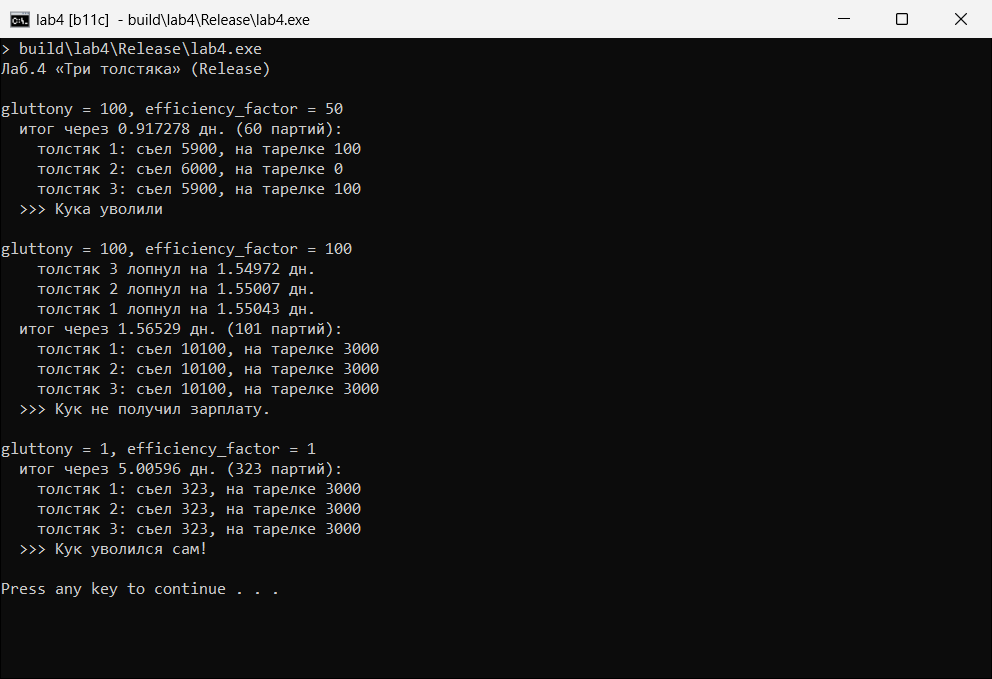 lab4 [b11c]  - build\lab4\Release\lab4.exe
> build\lab4\Release\lab4.exe
Лаб.4 «Три толстяка» (Release)
gluttony = 100, efficiency_factor = 50
итог через 0.917278 дн. (60 партий):
толстяк 1: съел 5900, на тарелке 100
толстяк 2: съел 6000, на тарелке 0
толстяк 3: съел 5900, на тарелке 100
>>> Кука уволили
gluttony = 100, efficiency_factor = 100
толстяк 3 лопнул на 1.54972 дн.
толстяк 2 лопнул на 1.55007 дн.
толстяк 1 лопнул на 1.55043 дн.
итог через 1.56529 дн. (101 партий):
толстяк 1: съел 10100, на тарелке 3000
толстяк 2: съел 10100, на тарелке 3000
толстяк 3: съел 10100, на тарелке 3000
>>> Кук не получил зарплату.
gluttony = 1, efficiency_factor = 1
итог через 5.00596 дн. (323 партий):
толстяк 1: съел 323, на тарелке 3000
толстяк 2: съел 323, на тарелке 3000
толстяк 3: съел 323, на тарелке 3000
>>> Кук уволился сам!
Press any key to continue . . .